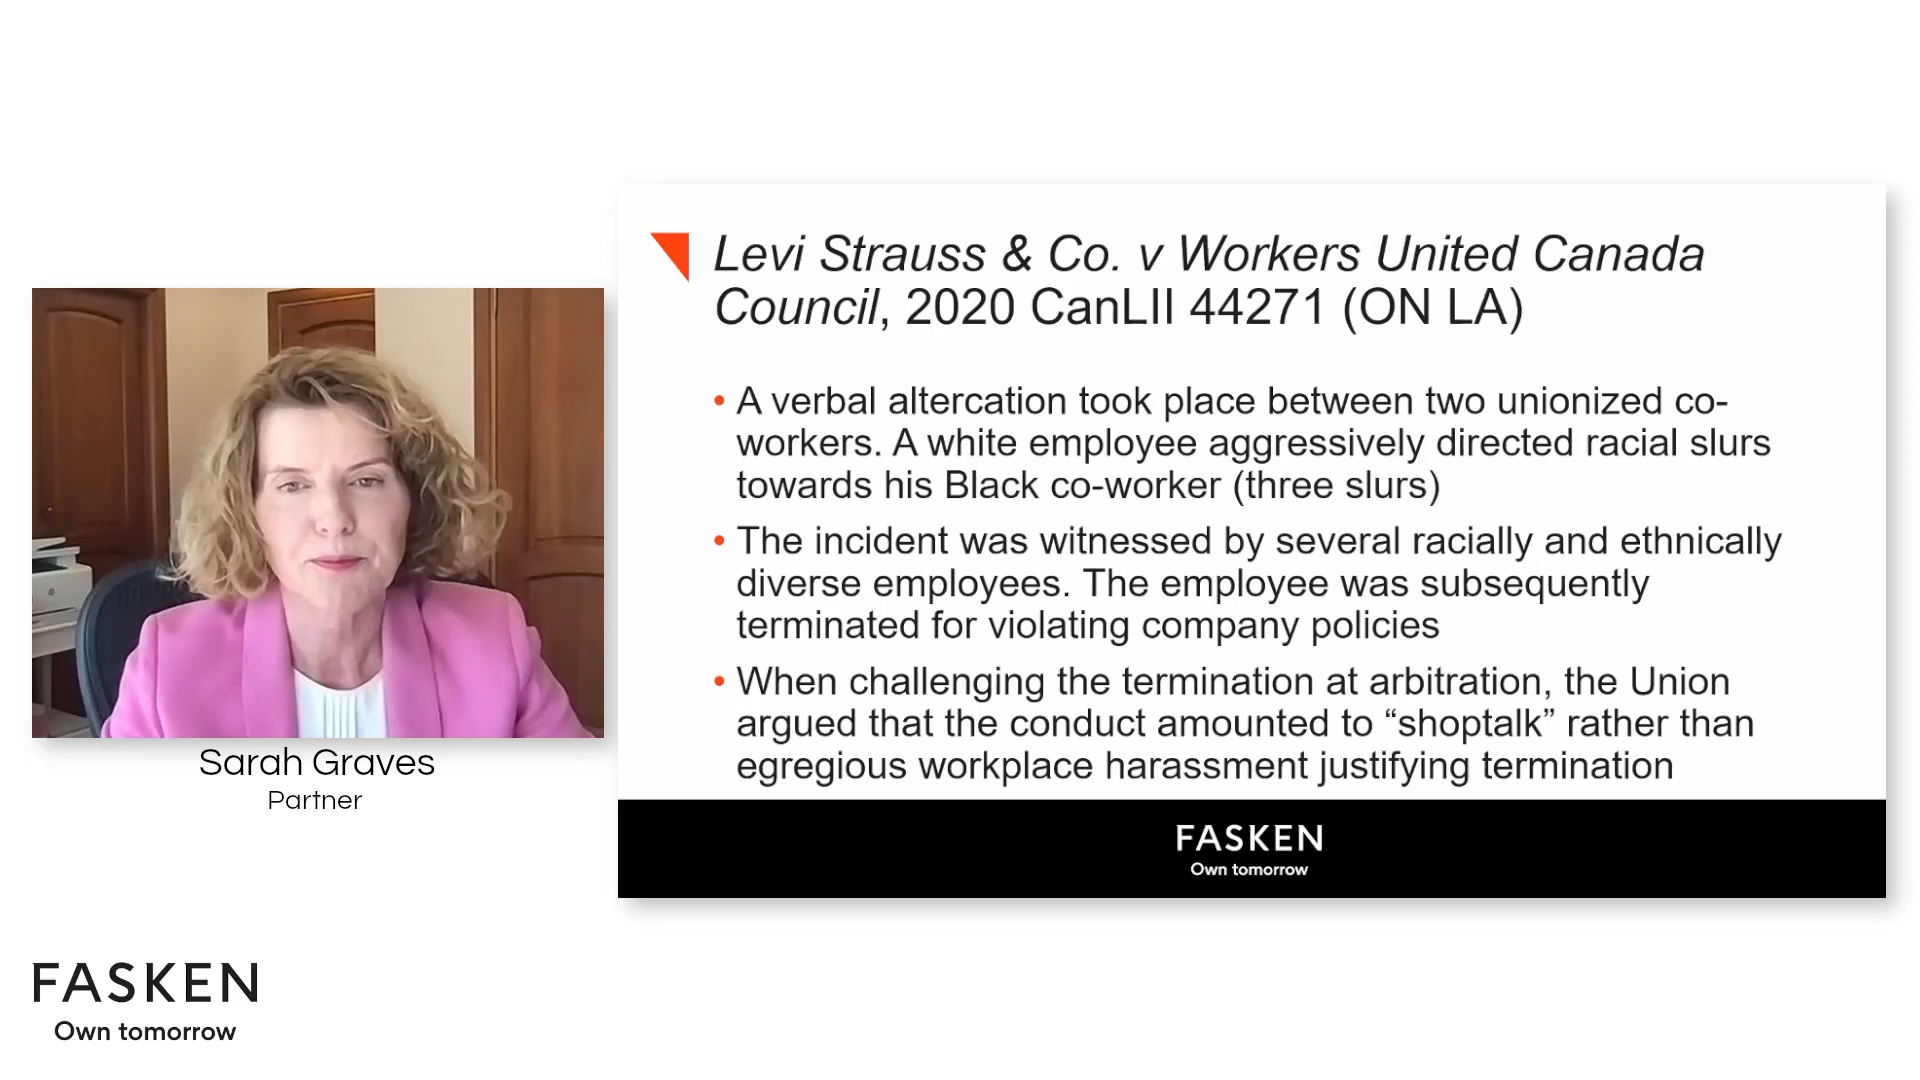 Levi Strauss & Co. v Workers United Canada
Council, 2020 CanLII 44271 (ON LA)
• A verbal altercation took place between two unionized co-
workers. A white employee aggressively directed racial slurs
towards his Black co-worker (three slurs)
• The incident was witnessed by several racially and ethnically
diverse employees. The employee was subsequently
terminated for violating company policies
• When challenging the termination at arbitration, the Union
argued that the conduct amounted to “shoptalk” rather than
egregious workplace harassment justifying termination
FASKEN
Own tomorrow
Sarah Graves
Partner
FASKEN
Own tomorrow